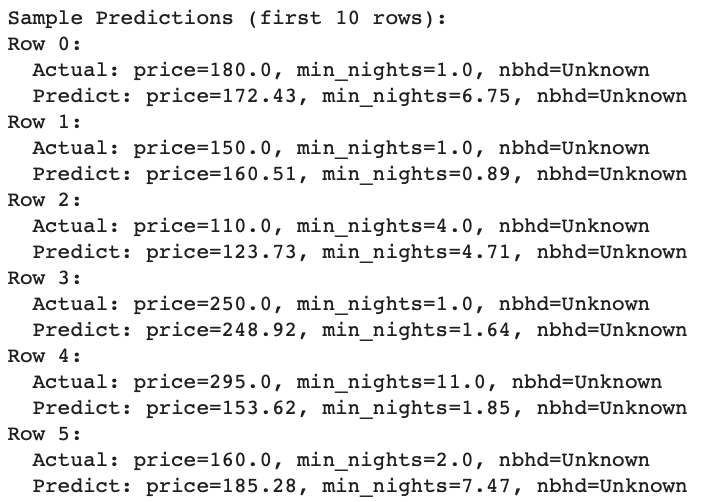 Sample Predictions (first 10 rows):
Row 0:
  Actual: price=180.0, min_nights=1.0, nbhd=Unknown
  Predict: price=172.43, min_nights=6.75, nbhd=Unknown
Row 1:
  Actual: price=150.0, min_nights=1.0, nbhd=Unknown
  Predict: price=160.51, min_nights=0.89, nbhd=Unknown
Row 2:
  Actual: price=110.0, min_nights=4.0, nbhd=Unknown
  Predict: price=123.73, min_nights=4.71, nbhd=Unknown
Row 3:
  Actual: price=250.0, min_nights=1.0, nbhd=Unknown
  Predict: price=248.92, min_nights=1.64, nbhd=Unknown
Row 4:
  Actual: price=295.0, min_nights=11.0, nbhd=Unknown
  Predict: price=153.62, min_nights=1.85, nbhd=Unknown
Row 5:
  Actual: price=160.0, min_nights=2.0, nbhd=Unknown
  Predict: price=185.28, min_nights=7.47, nbhd=Unknown